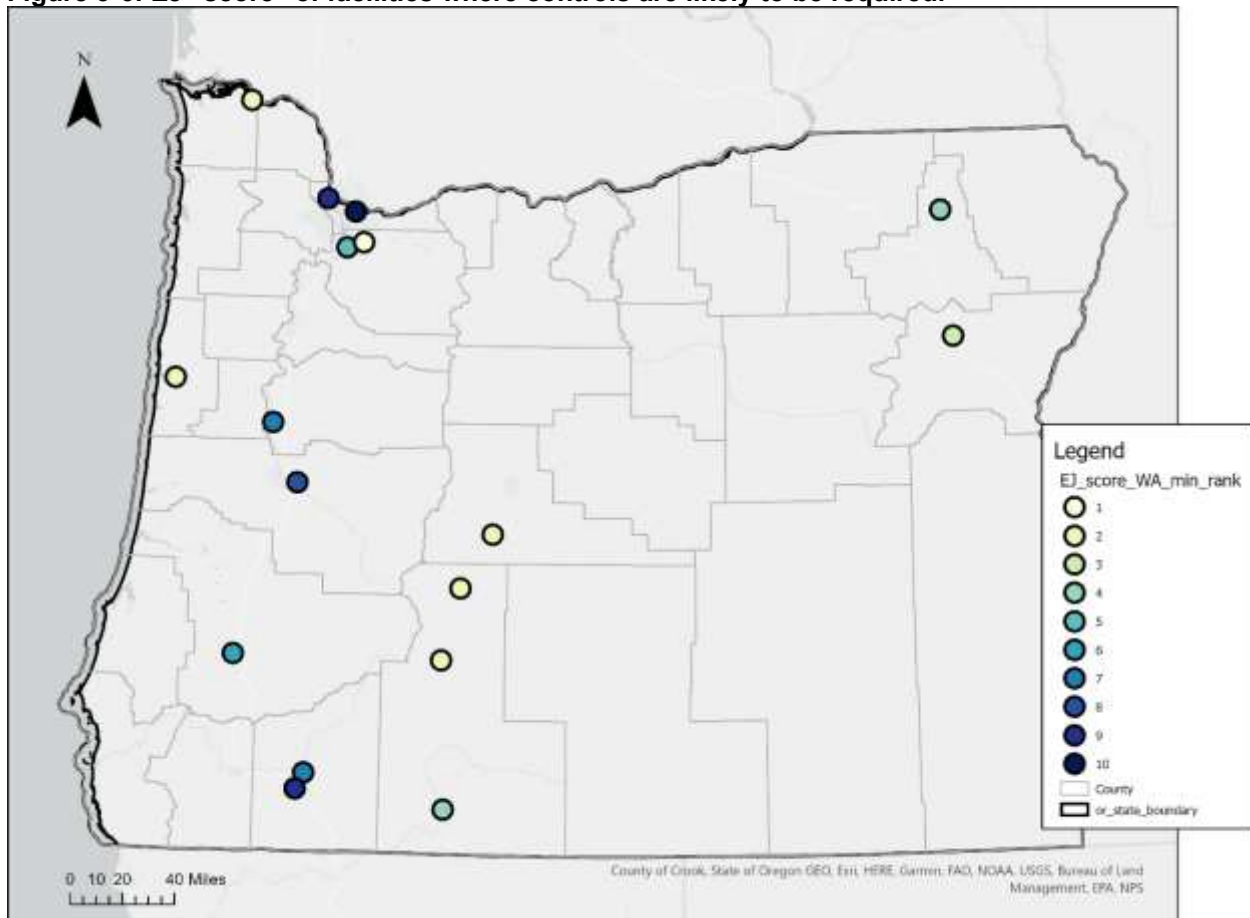 N
Legend
EJ_score_WA_min_rank
1
2
3
4
5
6
7
8
9
10
County
or_state_boundary
0 10 20 40 Miles
County of Crook, State of Oregon GEO, Esri, HERE, Garmin, FAO, NOAA, USGS, Bureau of Land
Management, EPA, NPS